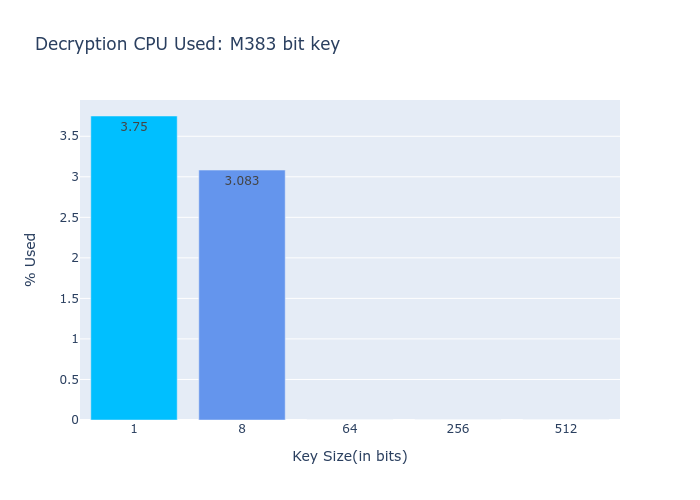 Decryption CPU Used: M383 bit key
3.75
3.083
3.5
3
2.5
2
1.5
1
0.5
0
% Used
1 8 64 256 512
Key Size(in bits)